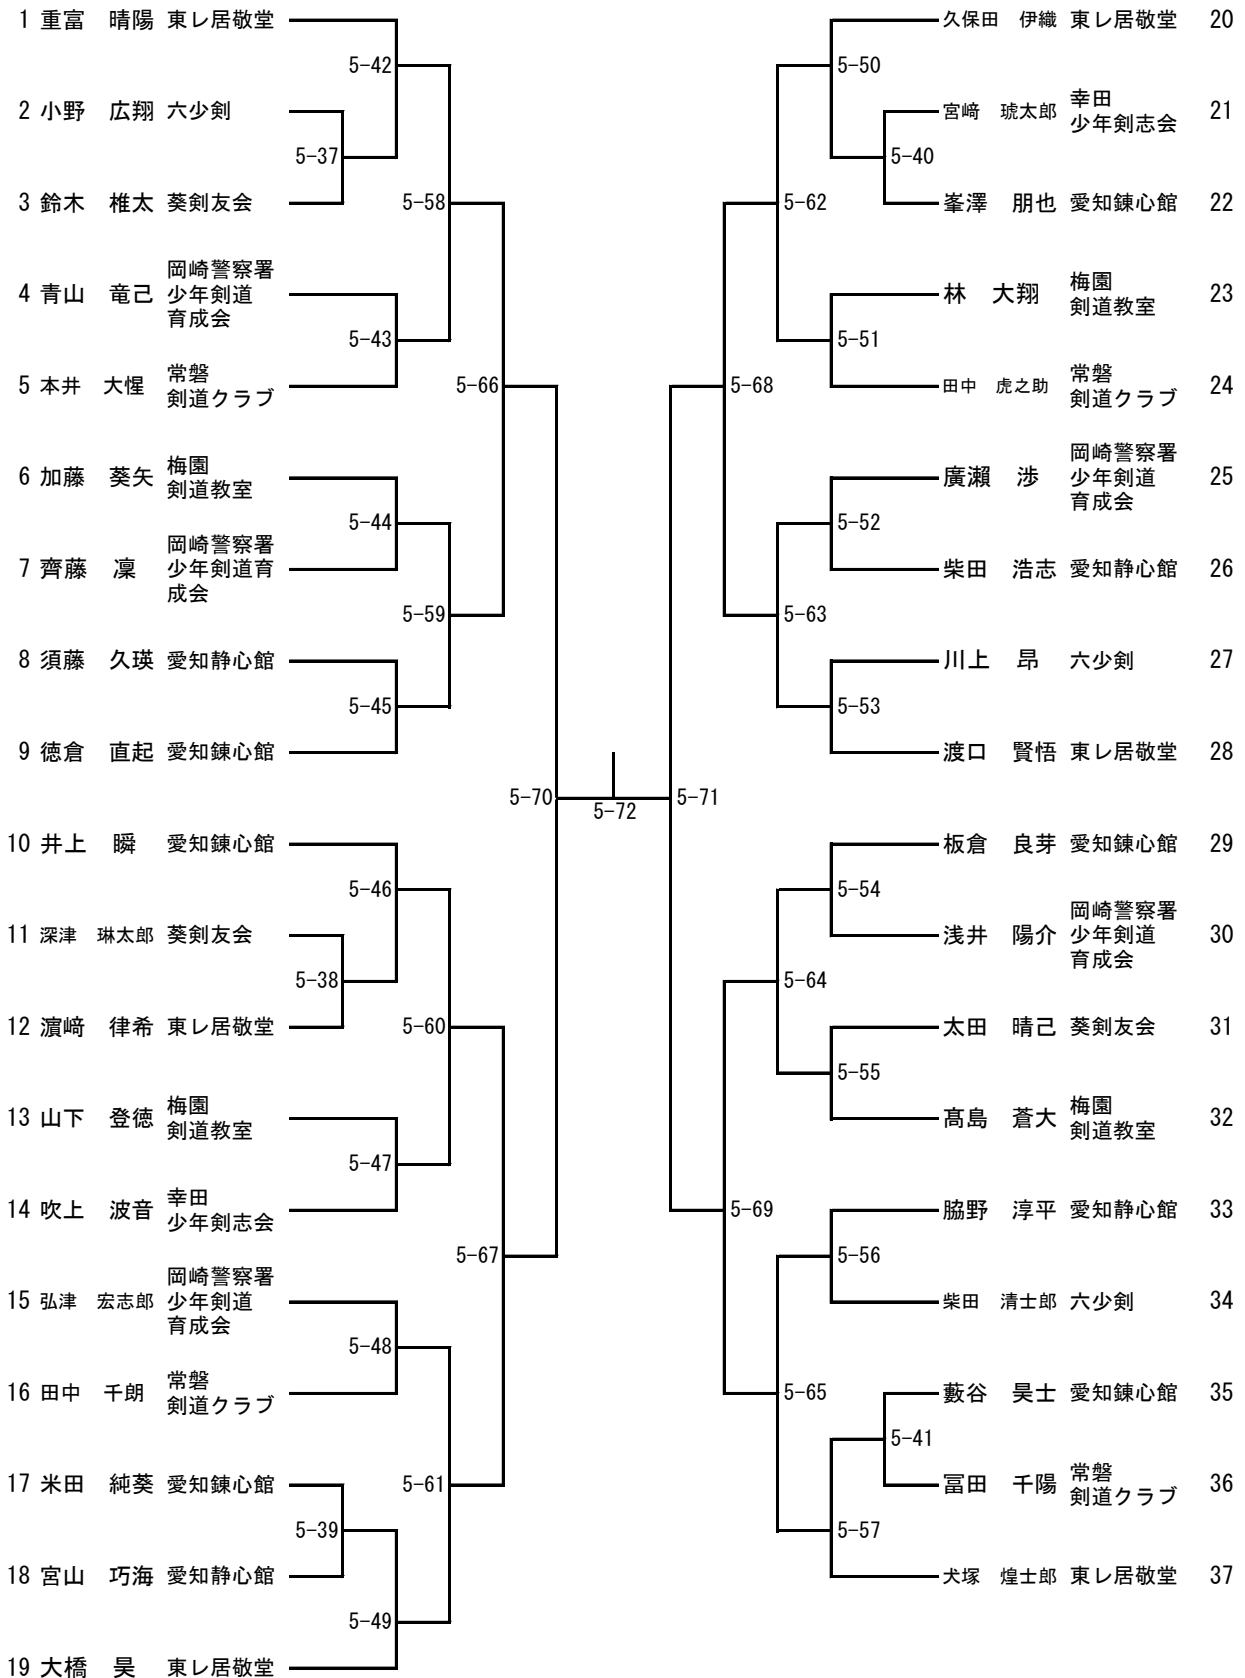 1 重富 晴陽 東レ居敬堂
5-42
2 小野 広翔 六少剣
5-37
3 鈴木 椎太 葵剣友会
5-58
4 青山 竜己 岡崎警察署
少年剣道
育成会
5-43
5 本井 大惺 常磐
剣道クラブ
5-66
6 加藤 葵矢 梅園
剣道教室
5-44
7 齊藤 凜 岡崎警察署
少年剣道育
成会
5-59
8 須藤 久瑛 愛知静心館
5-45
9 徳倉 直起 愛知錬心館
5-70
10 井上 瞬 愛知錬心館
5-46
11 深津 琳太郎 葵剣友会
5-38
12 濵﨑 律希 東レ居敬堂
5-60
13 山下 登徳 梅園
剣道教室
5-47
14 吹上 波音 幸田
少年剣志会
5-67
15 弘津 宏志郎 岡崎警察署
少年剣道
育成会
5-48
16 田中 千朗 常磐
剣道クラブ
17 米田 純葵 愛知錬心館
5-61
5-39
18 宮山 巧海 愛知静心館
5-49
19 大橋 昊 東レ居敬堂
5-72
久保田 伊織 東レ居敬堂 20
5-50
宮﨑 琥太郎 幸田
少年剣志会 21
5-40
峯澤 朋也 愛知錬心館 22
5-62
林 大翔 梅園
剣道教室 23
5-51
田中 虎之助 常磐
剣道クラブ 24
5-68
廣瀬 渉 岡崎警察署
少年剣道
育成会 25
5-52
柴田 浩志 愛知静心館 26
5-63
川上 昂 六少剣 27
5-53
渡口 賢悟 東レ居敬堂 28
5-71
板倉 良芽 愛知錬心館 29
5-54
浅井 陽介 岡崎警察署
少年剣道
育成会 30
5-64
太田 晴己 葵剣友会 31
5-55
髙島 蒼大 梅園
剣道教室 32
5-69
脇野 淳平 愛知静心館 33
5-56
柴田 清士郎 六少剣 34
5-65
藪谷 昊士 愛知錬心館 35
5-41
冨田 千陽 常磐
剣道クラブ 36
5-57
犬塚 煌士郎 東レ居敬堂 37